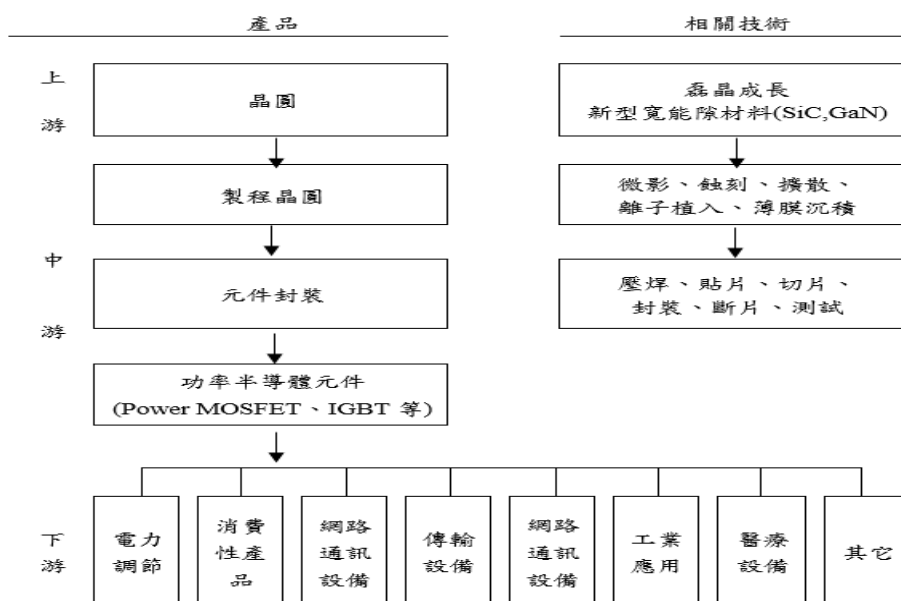 產品
相關技術
上
游
晶圓
磊晶成長
新型寬能隙材料(SiC,GaN)
製程晶圓
微影、蝕刻、擴散、
離子植入、薄膜沉積
中
游
元件封裝
壓焊、貼片、切片、
封裝、斷片、測試
功率半導體元件
(Power MOSFET、IGBT 等)
下
游
電力
調節
消費
性產
品
網路
通訊
設備
傳輸
設備
網路
通訊
設備
工業
應用
醫療
設備
其它